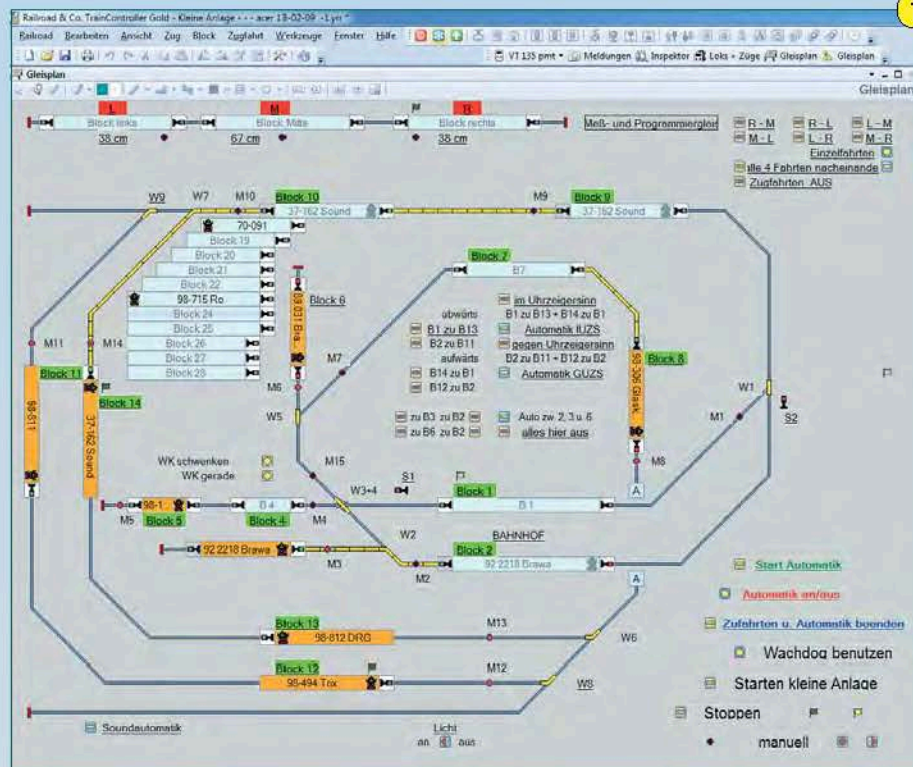 Railroad & Co. TrainController Gold - Kleine Anlage
Railroad Bearbeiten Ansicht Zug Block Zugfahrt Werkzeuge Fenster Hilfe
VT 135 pmt Meldungen Inspektor Loks + Züge Gleisplan Gleisplan
Gleisplan
Gleisplan
L M R
Block links Block Mitte Block rechts
38 cm 67 cm 38 cm
Meß- und Programmiergleis
R - M R - L L - M
M - L L - R M - R
Einzelfahrten
alle 4 Fahrten nacheinande
Zugfahrten AUS
W9 W7 M10 Block 10 M9 Block 9
37-162 Sound 37-162 Sound
70-091
Block 19
Block 20
Block 21
Block 22
98-715 Ro
Block 24
Block 25
Block 26
Block 27
Block 28
Block 6
Block 7
B7
im Uhrzeigersinn
abwärts B1 zu B13 + B14 zu B1
B1 zu B13 Automatik IUZS
B2 zu B11 gegen Uhrzeigersinn
aufwärts B2 zu B11 + B12 zu B2
B14 zu B1 Automatik GUZS
B12 zu B2
zu B3 zu B2 Auto zw. 2, 3 u. 6
zu B6 zu B2 alles hier aus
Block 8
M11 M14 M7 M6 W5
Block 11
Block 14
98-811
37-162 Sound
W1 S2 M1 M8
A
WK schwenken
WK gerade
M15 W3+4 S1
Block 1
B 1
98-1...
B 4
M5 Block 5 Block 4 M4
W2
BAHNHOF
Block 2
92 2218 Brawa 92 2218 Brawa
M3 M2
A
Block 13
98-812 DRG
M13 W6
Block 12
98-494 Trix
M12 W8
Start Automatik
Automatik an/aus
Zufahrten u. Automatik beenden
Wachdog benutzen
Starten kleine Anlage
Stoppen
manuell
Soundautomatik
Licht
an aus